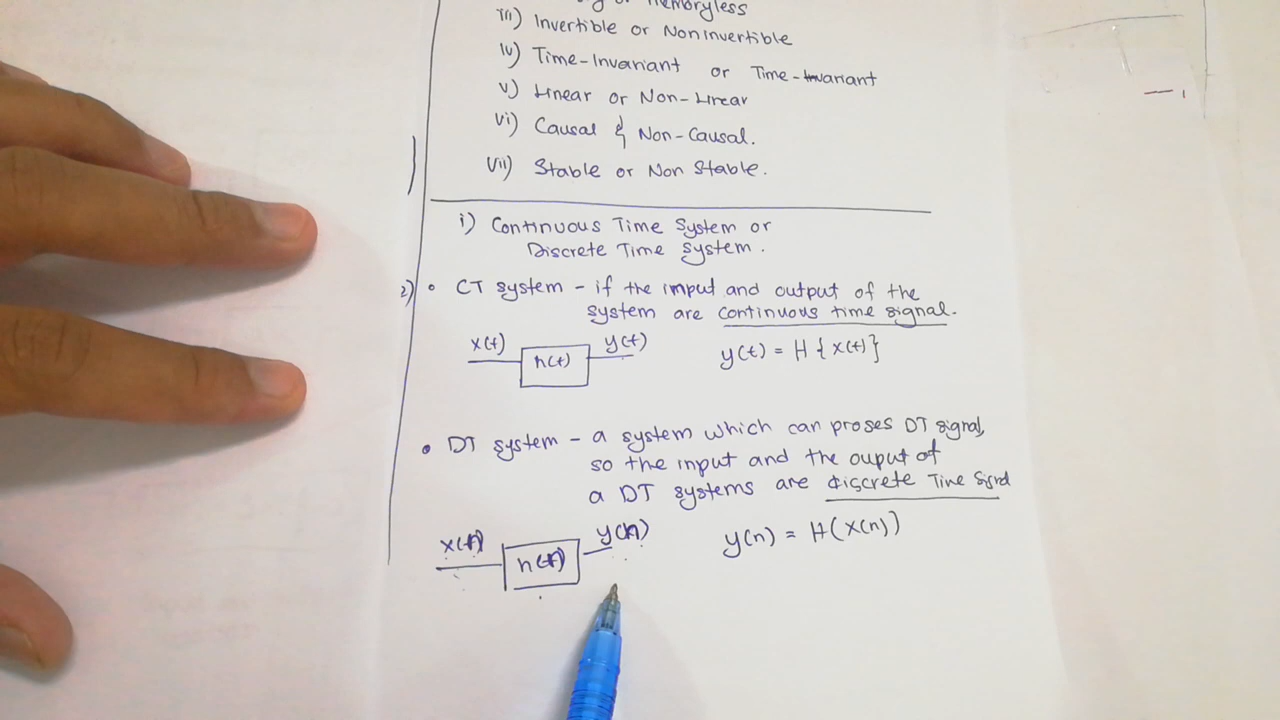 or Memoryless
iii) Invertible or NonInvertible
iv) Time-Invariant or Time-variant
v) Linear or Non-Linear
vi) Causal & Non-Causal.
vii) Stable or Non Stable.
i) Continuous Time System or
Discrete Time System.
2) • CT system - if the input and output of the
system are continuous time signal.
x(t) h(t) y(t) y(t) = H{x(t)}
• DT system - a system which can proses DT signal,
so the input and the ouput of
a DT systems are discrete Time Signal
x(n) h(n) y(n) y(n) = H(x(n))